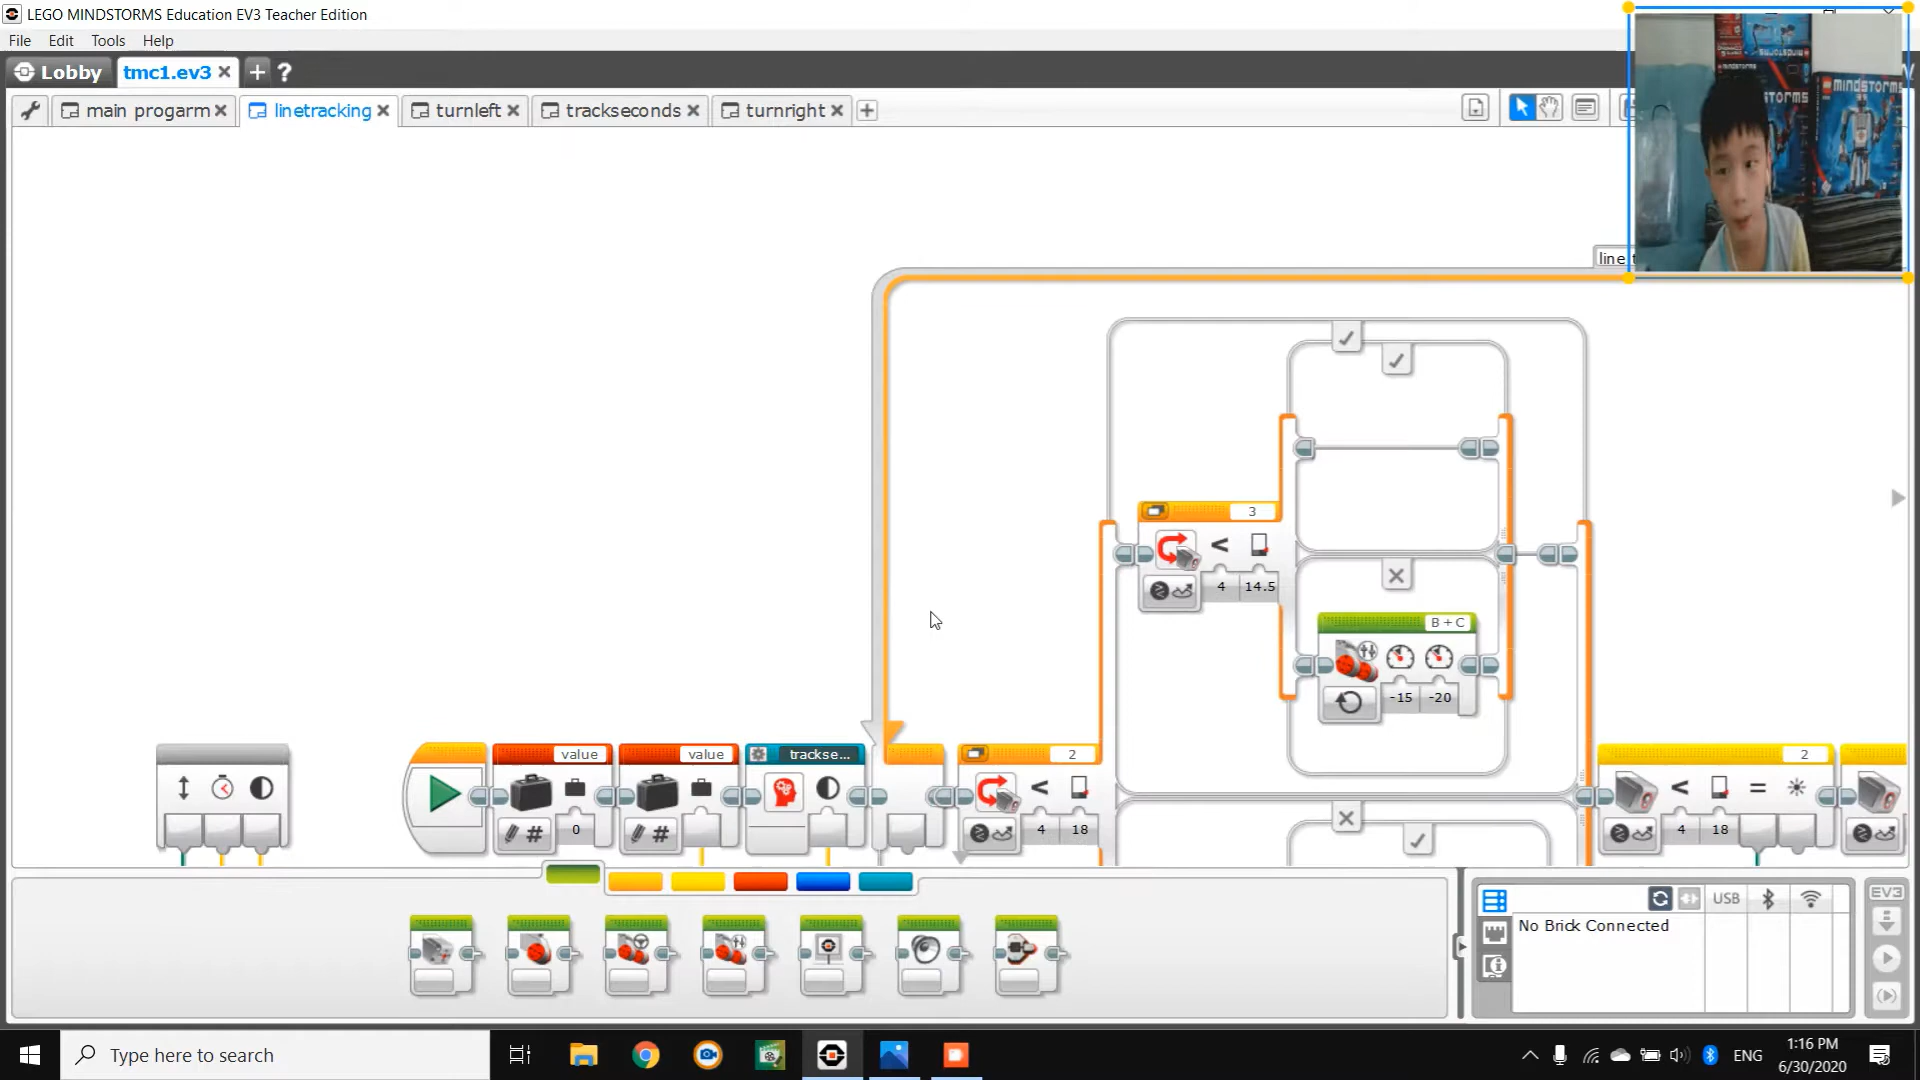 LEGO MINDSTORMS Education EV3 Teacher Edition
File Edit Tools Help
Lobby tmc1.ev3 + ?
main progarm linetracking turnleft trackseconds turnright
line
3
< 
4 14.5
B + C
-15 -20
value value trackse... 2 2
< <  =
# 0 # 4 18 4 18
USB
EV3
No Brick Connected
mindstorms
Type here to search
ENG
1:16 PM
6/30/2020